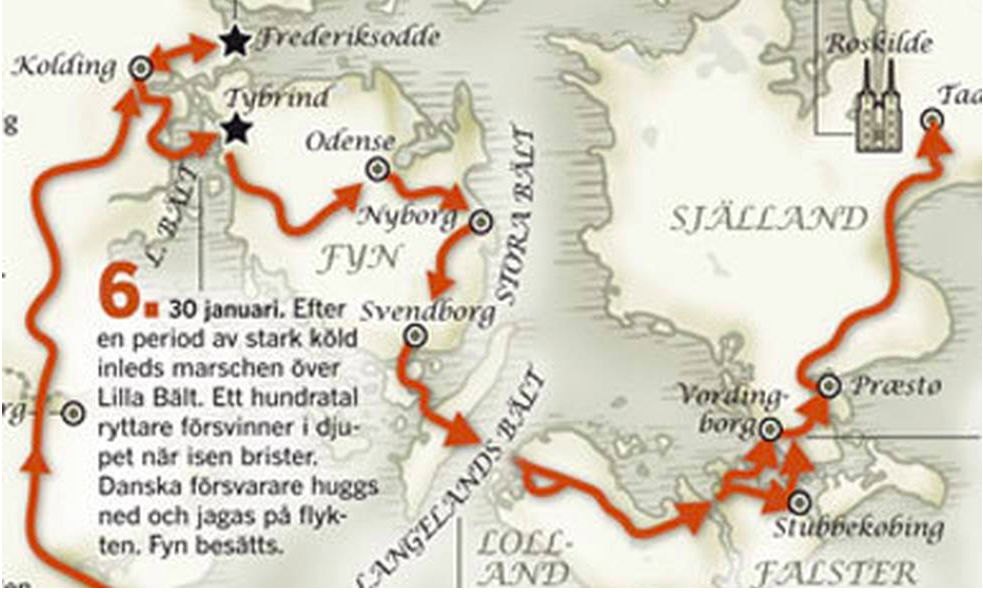 Kolding
Frederiksodde
Roskilde
Tybrind
Odense
Nyborg
L. BÄLT
STORA BÄLT
SJÄLLAND
FYN
6. 30 januari. Efter
en period av stark köld
inleds marschen över
Lilla Bält. Ett hundratal
ryttare försvinner i dju-
pet när isen brister.
Danska försvarare huggs
ned och jagas på flyk-
ten. Fyn besätts.
Svendborg
LANGELANDS BÄLT
Vording-
borg
Præstø
Stubbekøbing
LOLL-
AND
FALSTER